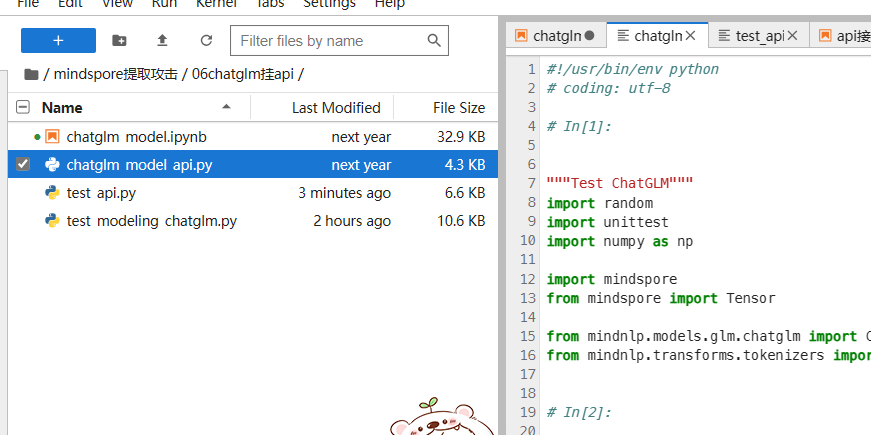 File Edit View Run Kernel Tabs Settings Help
+
Filter files by name
/ mindspore提取攻击 / 06chatglm挂api /
Name Last Modified File Size
chatglm model.ipynb next year 32.9 KB
chatglm model api.py next year 4.3 KB
test api.py 3 minutes ago 6.6 KB
test modeling chatglm.py 2 hours ago 10.6 KB
chatgln chatgln test_api api接
1 #!/usr/bin/env python
2 # coding: utf-8
3
4 # In[1]:
5
6
7 """Test ChatGLM"""
8 import random
9 import unittest
10 import numpy as np
11
12 import mindspore
13 from mindspore import Tensor
14
15 from mindnlp.models.glm.chatglm import
16 from mindnlp.transforms.tokenizers impor
17
18
19 # In[2]:
20